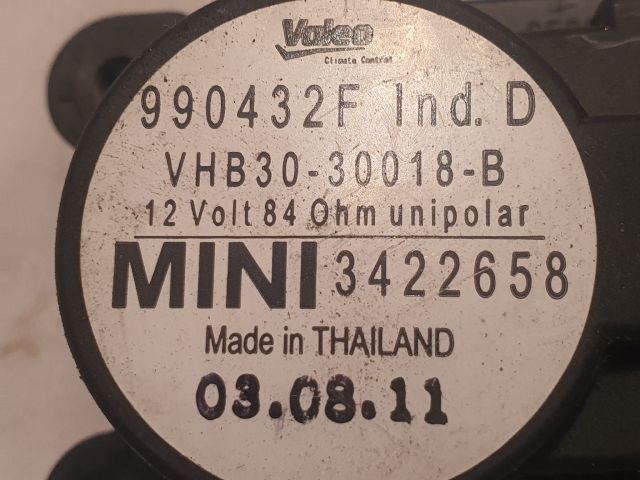 Valeo
Climate Control
990432F Ind. D
VHB30-30018-B
12 Volt 84 Ohm unipolar
MINI 3422658
Made in THAILAND
03.08.11